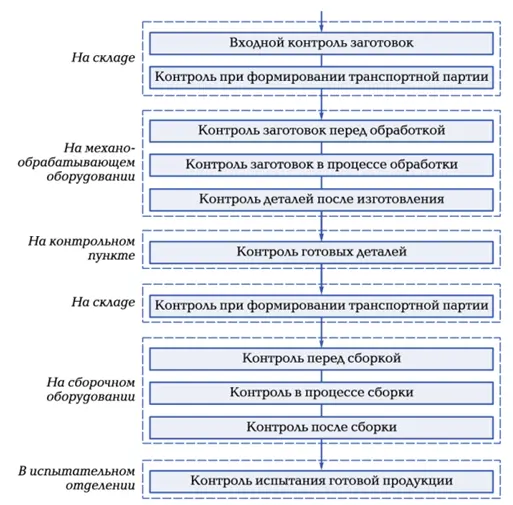 На складе
Входной контроль заготовок
Контроль при формировании транспортной партии
На механо-
обрабатывающем
оборудовании
Контроль заготовок перед обработкой
Контроль заготовок в процессе обработки
Контроль деталей после изготовления
На контрольном
пункте
Контроль готовых деталей
На складе
Контроль при формировании транспортной партии
На сборочном
оборудовании
Контроль перед сборкой
Контроль в процессе сборки
Контроль после сборки
В испытательном
отделении
Контроль испытания готовой продукции